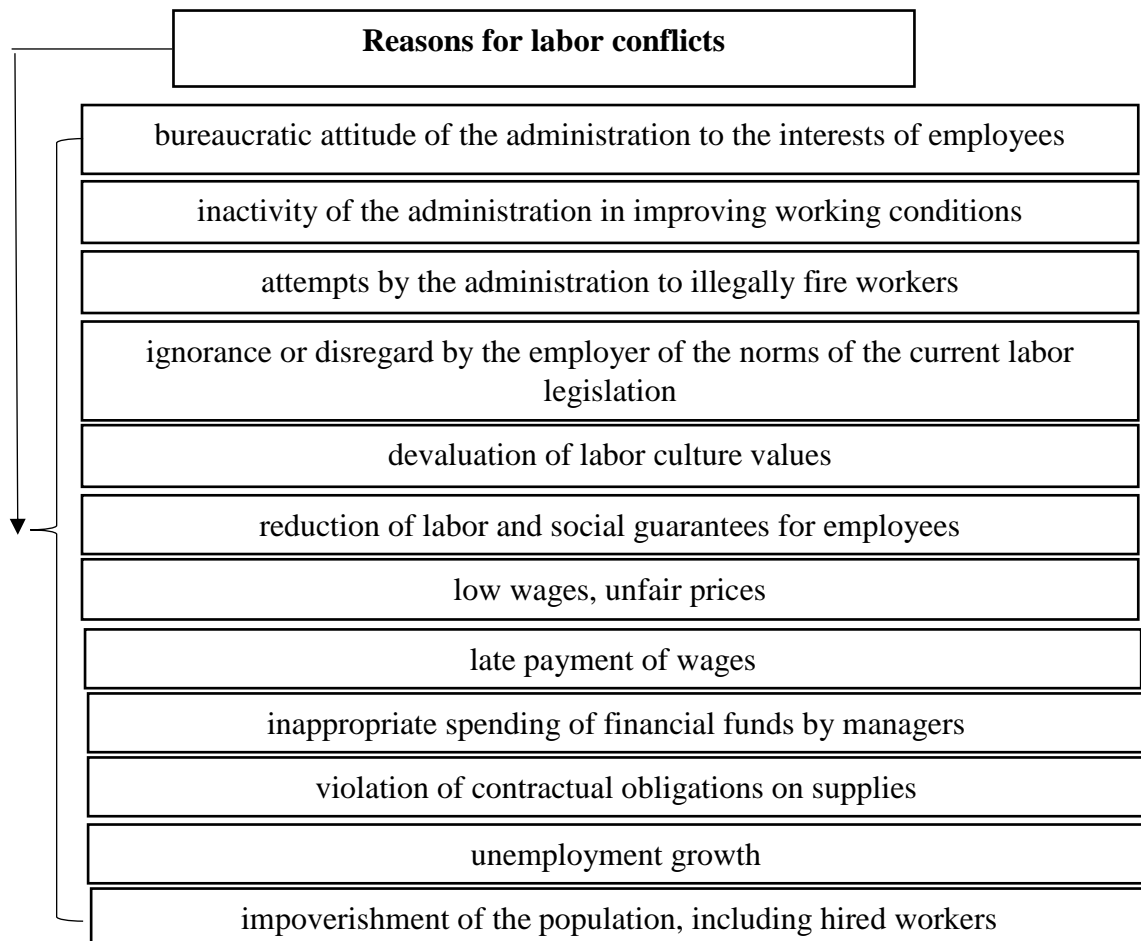 Reasons for labor conflicts
bureaucratic attitude of the administration to the interests of employees
inactivity of the administration in improving working conditions
attempts by the administration to illegally fire workers
ignorance or disregard by the employer of the norms of the current labor
legislation
devaluation of labor culture values
reduction of labor and social guarantees for employees
low wages, unfair prices
late payment of wages
inappropriate spending of financial funds by managers
violation of contractual obligations on supplies
unemployment growth
impoverishment of the population, including hired workers